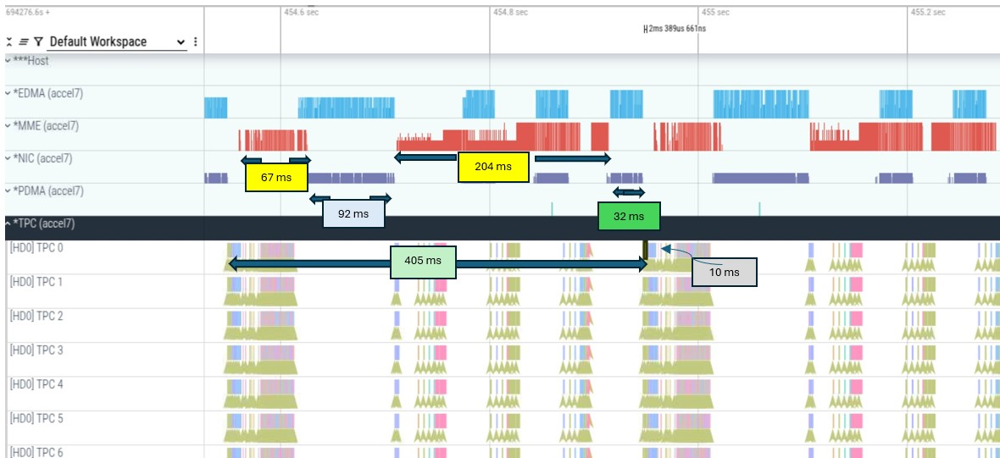 694276.6s +
454.6 sec
454.8 sec
455 sec
455.2 sec
2ms 389us 661ns
Default Workspace
***Host
*EDMA (accel7)
*MME (accel7)
*NIC (accel7)
67 ms
204 ms
*PDMA (accel7)
92 ms
32 ms
*TPC (accel7)
[HD0] TPC 0
405 ms
10 ms
[HD0] TPC 1
[HD0] TPC 2
[HD0] TPC 3
[HD0] TPC 4
[HD0] TPC 5
[HD0] TPC 6